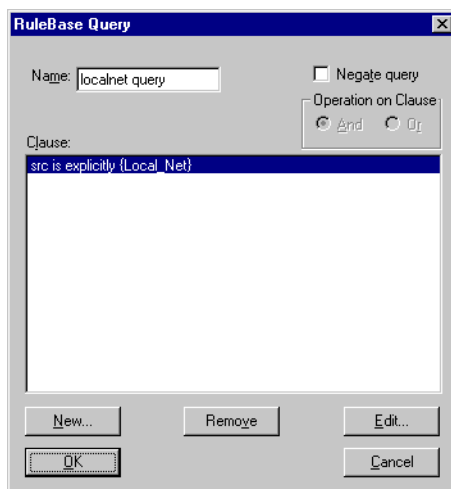 RuleBase Query
Name: localnet query
Negate query
Operation on Clause
And Or
Clause:
src is explicitly {Local_Net}
New... Remove Edit...
OK Cancel